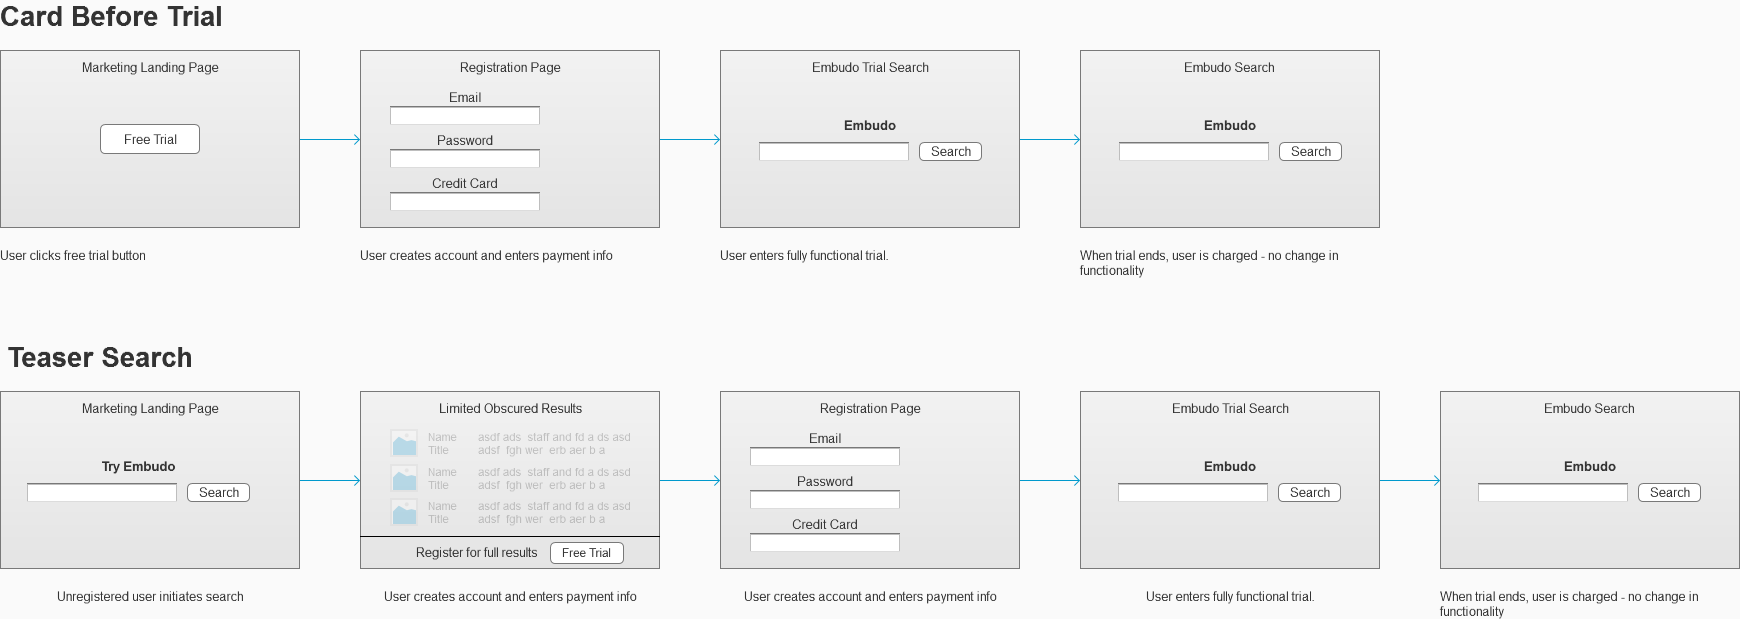 Card Before Trial
Marketing Landing Page
Free Trial
User clicks free trial button
Registration Page
Email
Password
Credit Card
User creates account and enters payment info
Embudo Trial Search
Embudo
Search
User enters fully functional trial.
Embudo Search
Embudo
Search
When trial ends, user is charged - no change in
functionality
Teaser Search
Marketing Landing Page
Try Embudo
Search
Unregistered user initiates search
Limited Obscured Results
Name asdf ads staff and fd a ds asd
Title adsf fgh wer erb aer b a
Name asdf ads staff and fd a ds asd
Title adsf fgh wer erb aer b a
Name asdf ads staff and fd a ds asd
Title adsf fgh wer erb aer b a
Register for full results Free Trial
User creates account and enters payment info
Registration Page
Email
Password
Credit Card
User creates account and enters payment info
Embudo Trial Search
Embudo
Search
User enters fully functional trial.
Embudo Search
Embudo
Search
When trial ends, user is charged - no change in
functionality